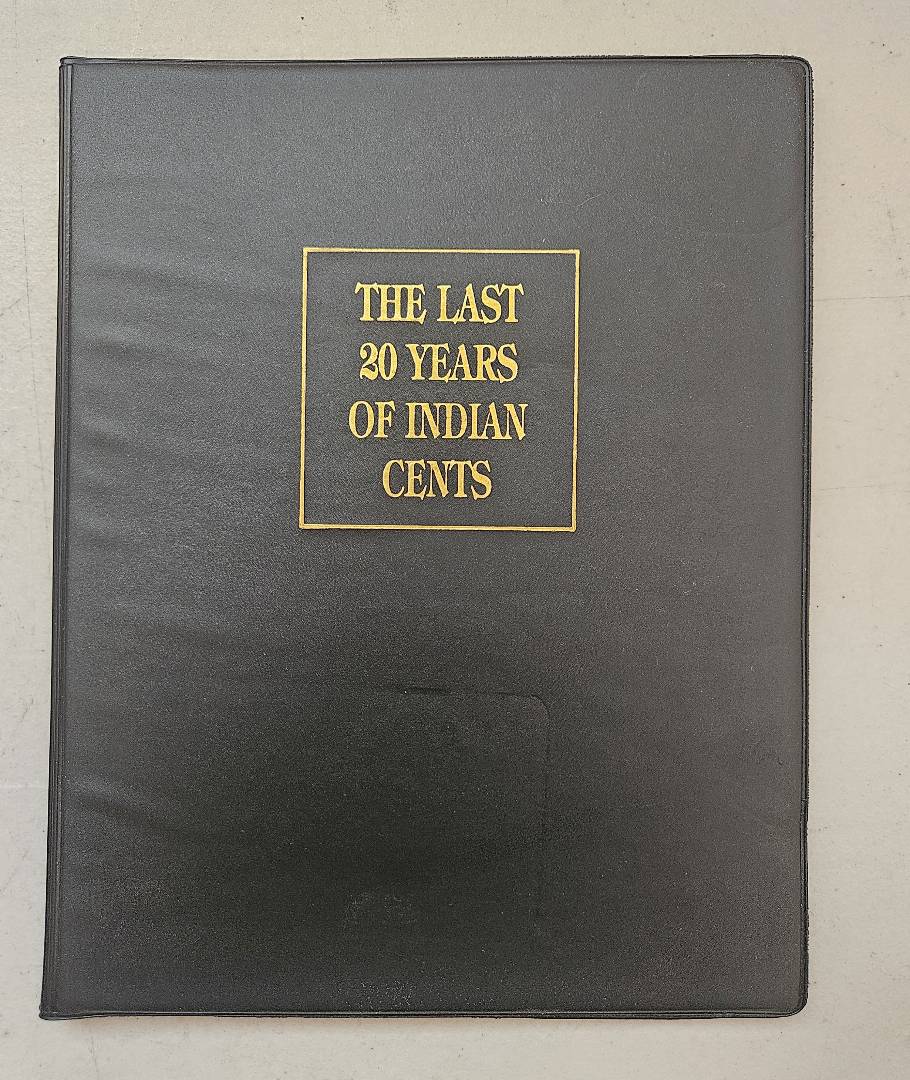 THE LAST
20 YEARS
OF INDIAN
CENTS